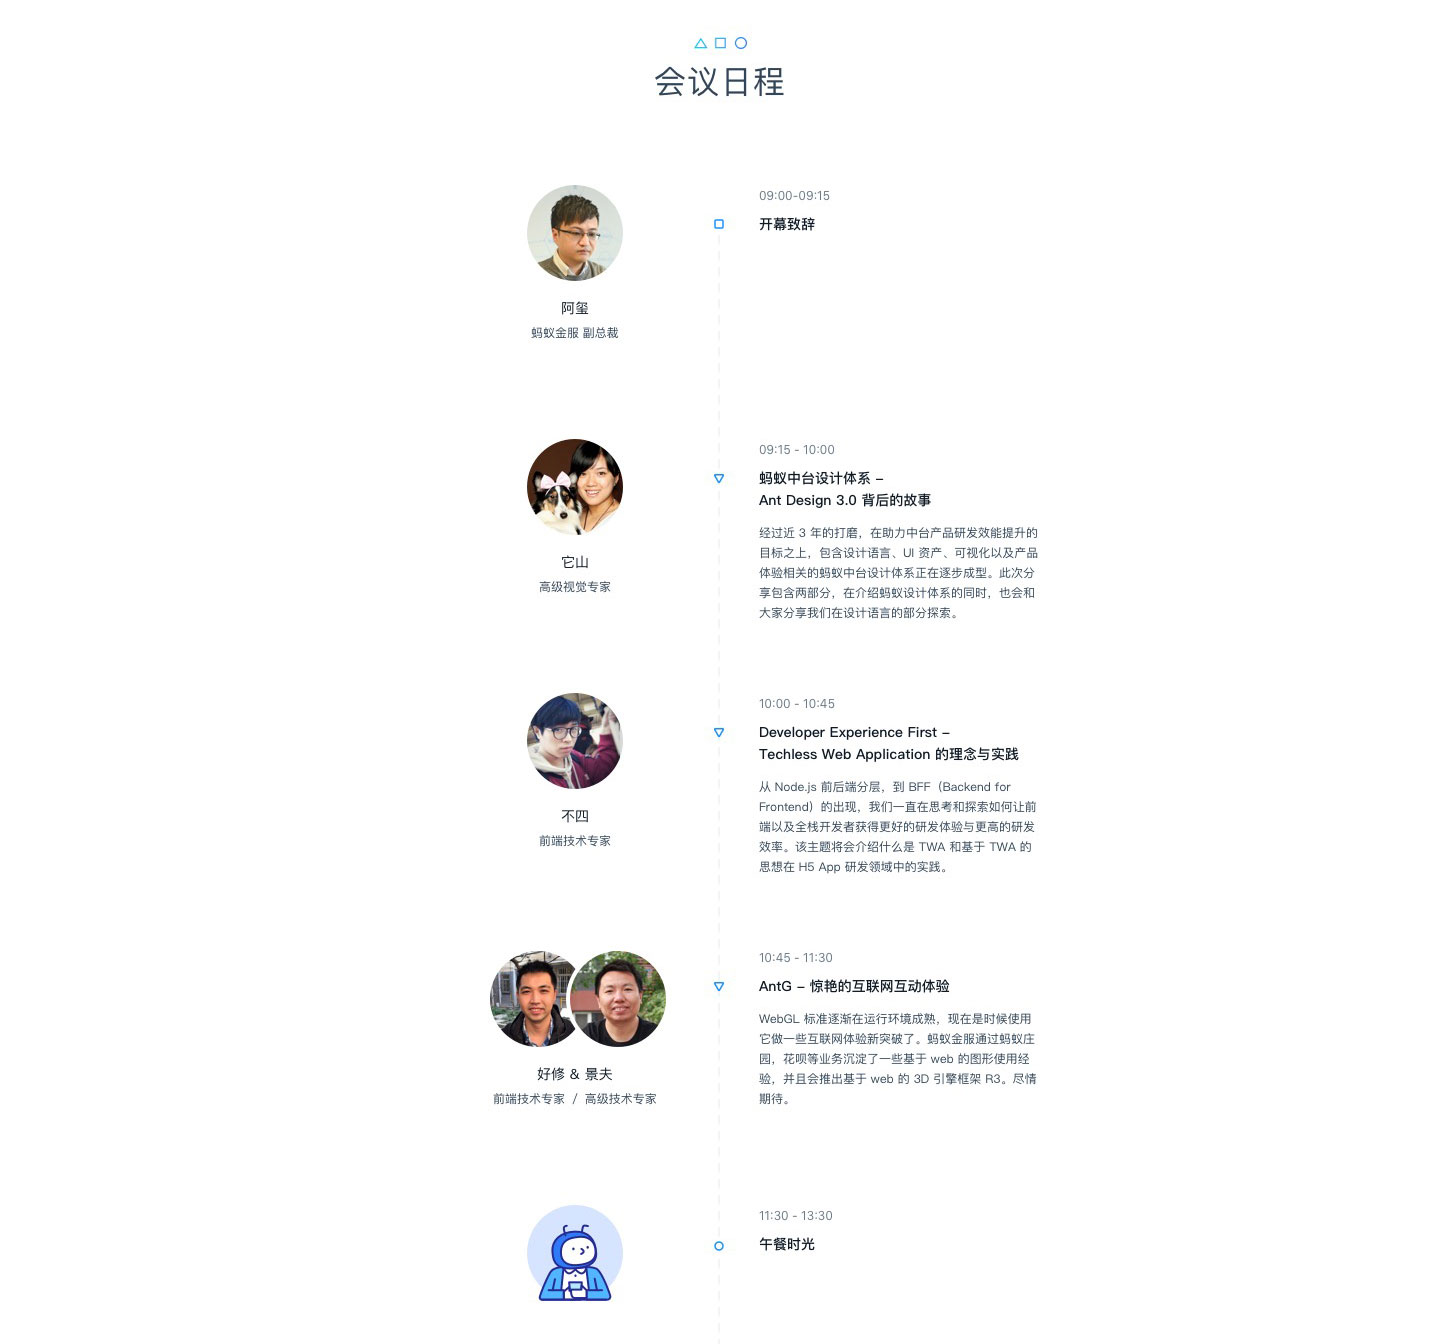 会议日程
09:00-09:15
开幕致辞
阿玺
蚂蚁金服 副总裁
09:15 - 10:00
蚂蚁中台设计体系 –
Ant Design 3.0 背后的故事
经过近 3 年的打磨，在助力中台产品研发效能提升的
目标之上，包含设计语言、UI 资产、可视化以及产品
体验相关的蚂蚁中台设计体系正在逐步成型。此次分
享包含两部分，在介绍蚂蚁设计体系的同时，也会和
大家分享我们在设计语言的部分探索。
它山
高级视觉专家
10:00 - 10:45
Developer Experience First –
Techless Web Application 的理念与实践
从 Node.js 前后端分层，到 BFF（Backend for
Frontend）的出现，我们一直在思考和探索如何让前
端以及全栈开发者获得更好的研发体验与更高的研发
效率。该主题将会介绍什么是 TWA 和基于 TWA 的
思想在 H5 App 研发领域中的实践。
不四
前端技术专家
10:45 - 11:30
AntG – 惊艳的互联网互动体验
WebGL 标准逐渐在运行环境成熟，现在是时候使用
它做一些互联网体验新突破了。蚂蚁金服通过蚂蚁庄
园，花呗等业务沉淀了一些基于 web 的图形使用经
验，并且会推出基于 web 的 3D 引擎框架 R3。尽情
期待。
好修 & 景夫
前端技术专家 / 高级技术专家
11:30 - 13:30
午餐时光